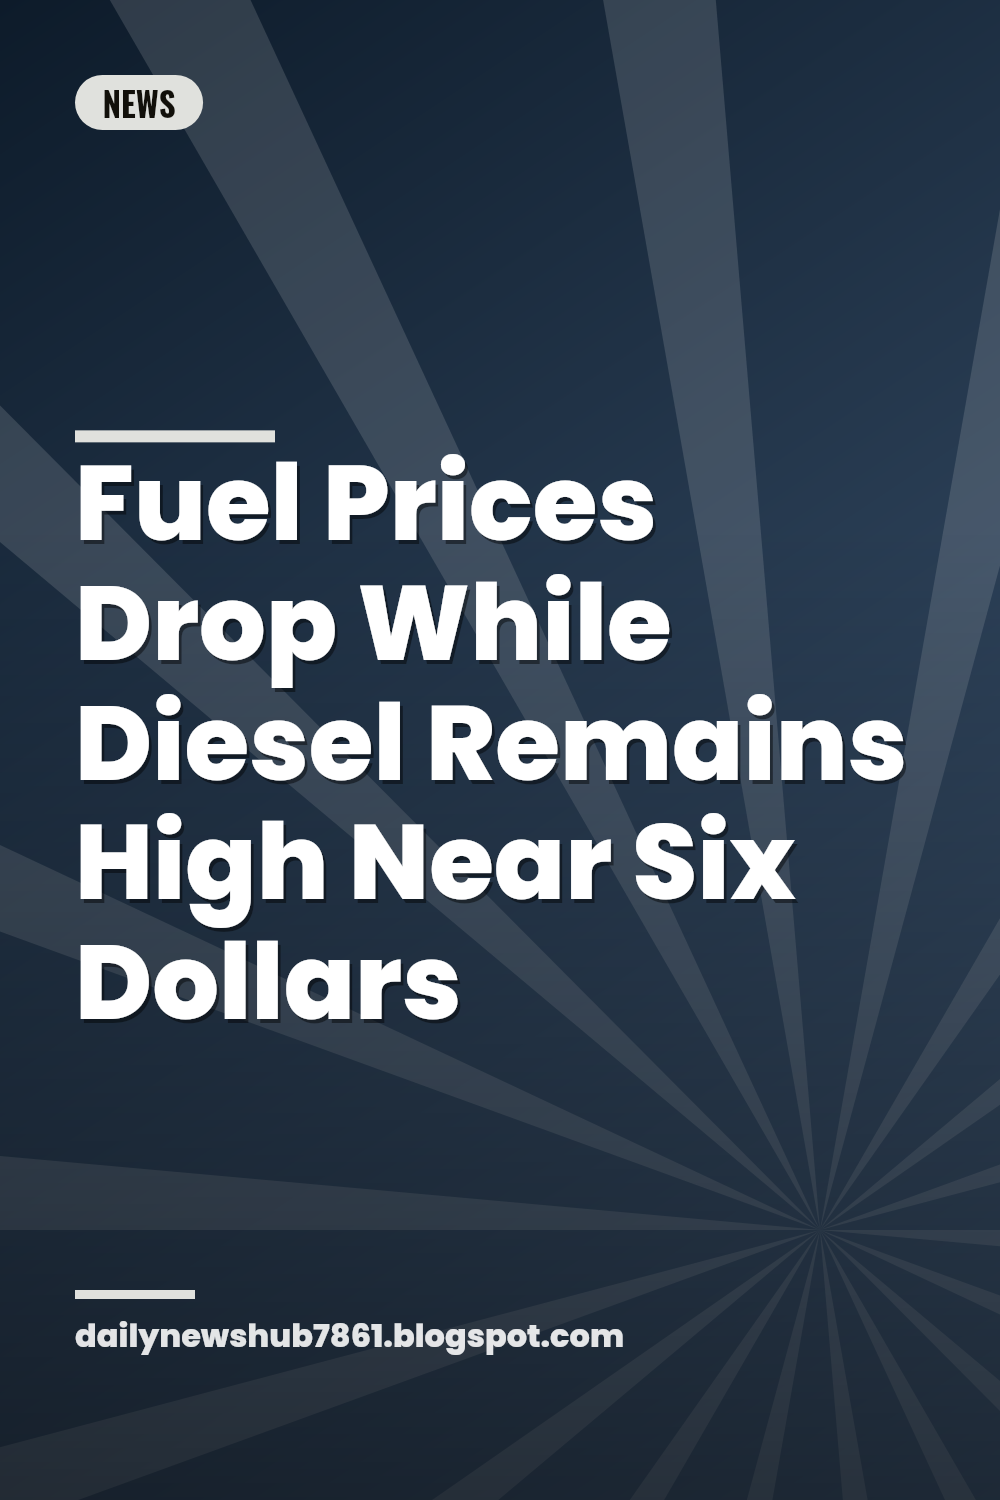 NEWS
Fuel Prices
Drop While
Diesel Remains
High Near Six
Dollars
dailynewshub7861.blogspot.com